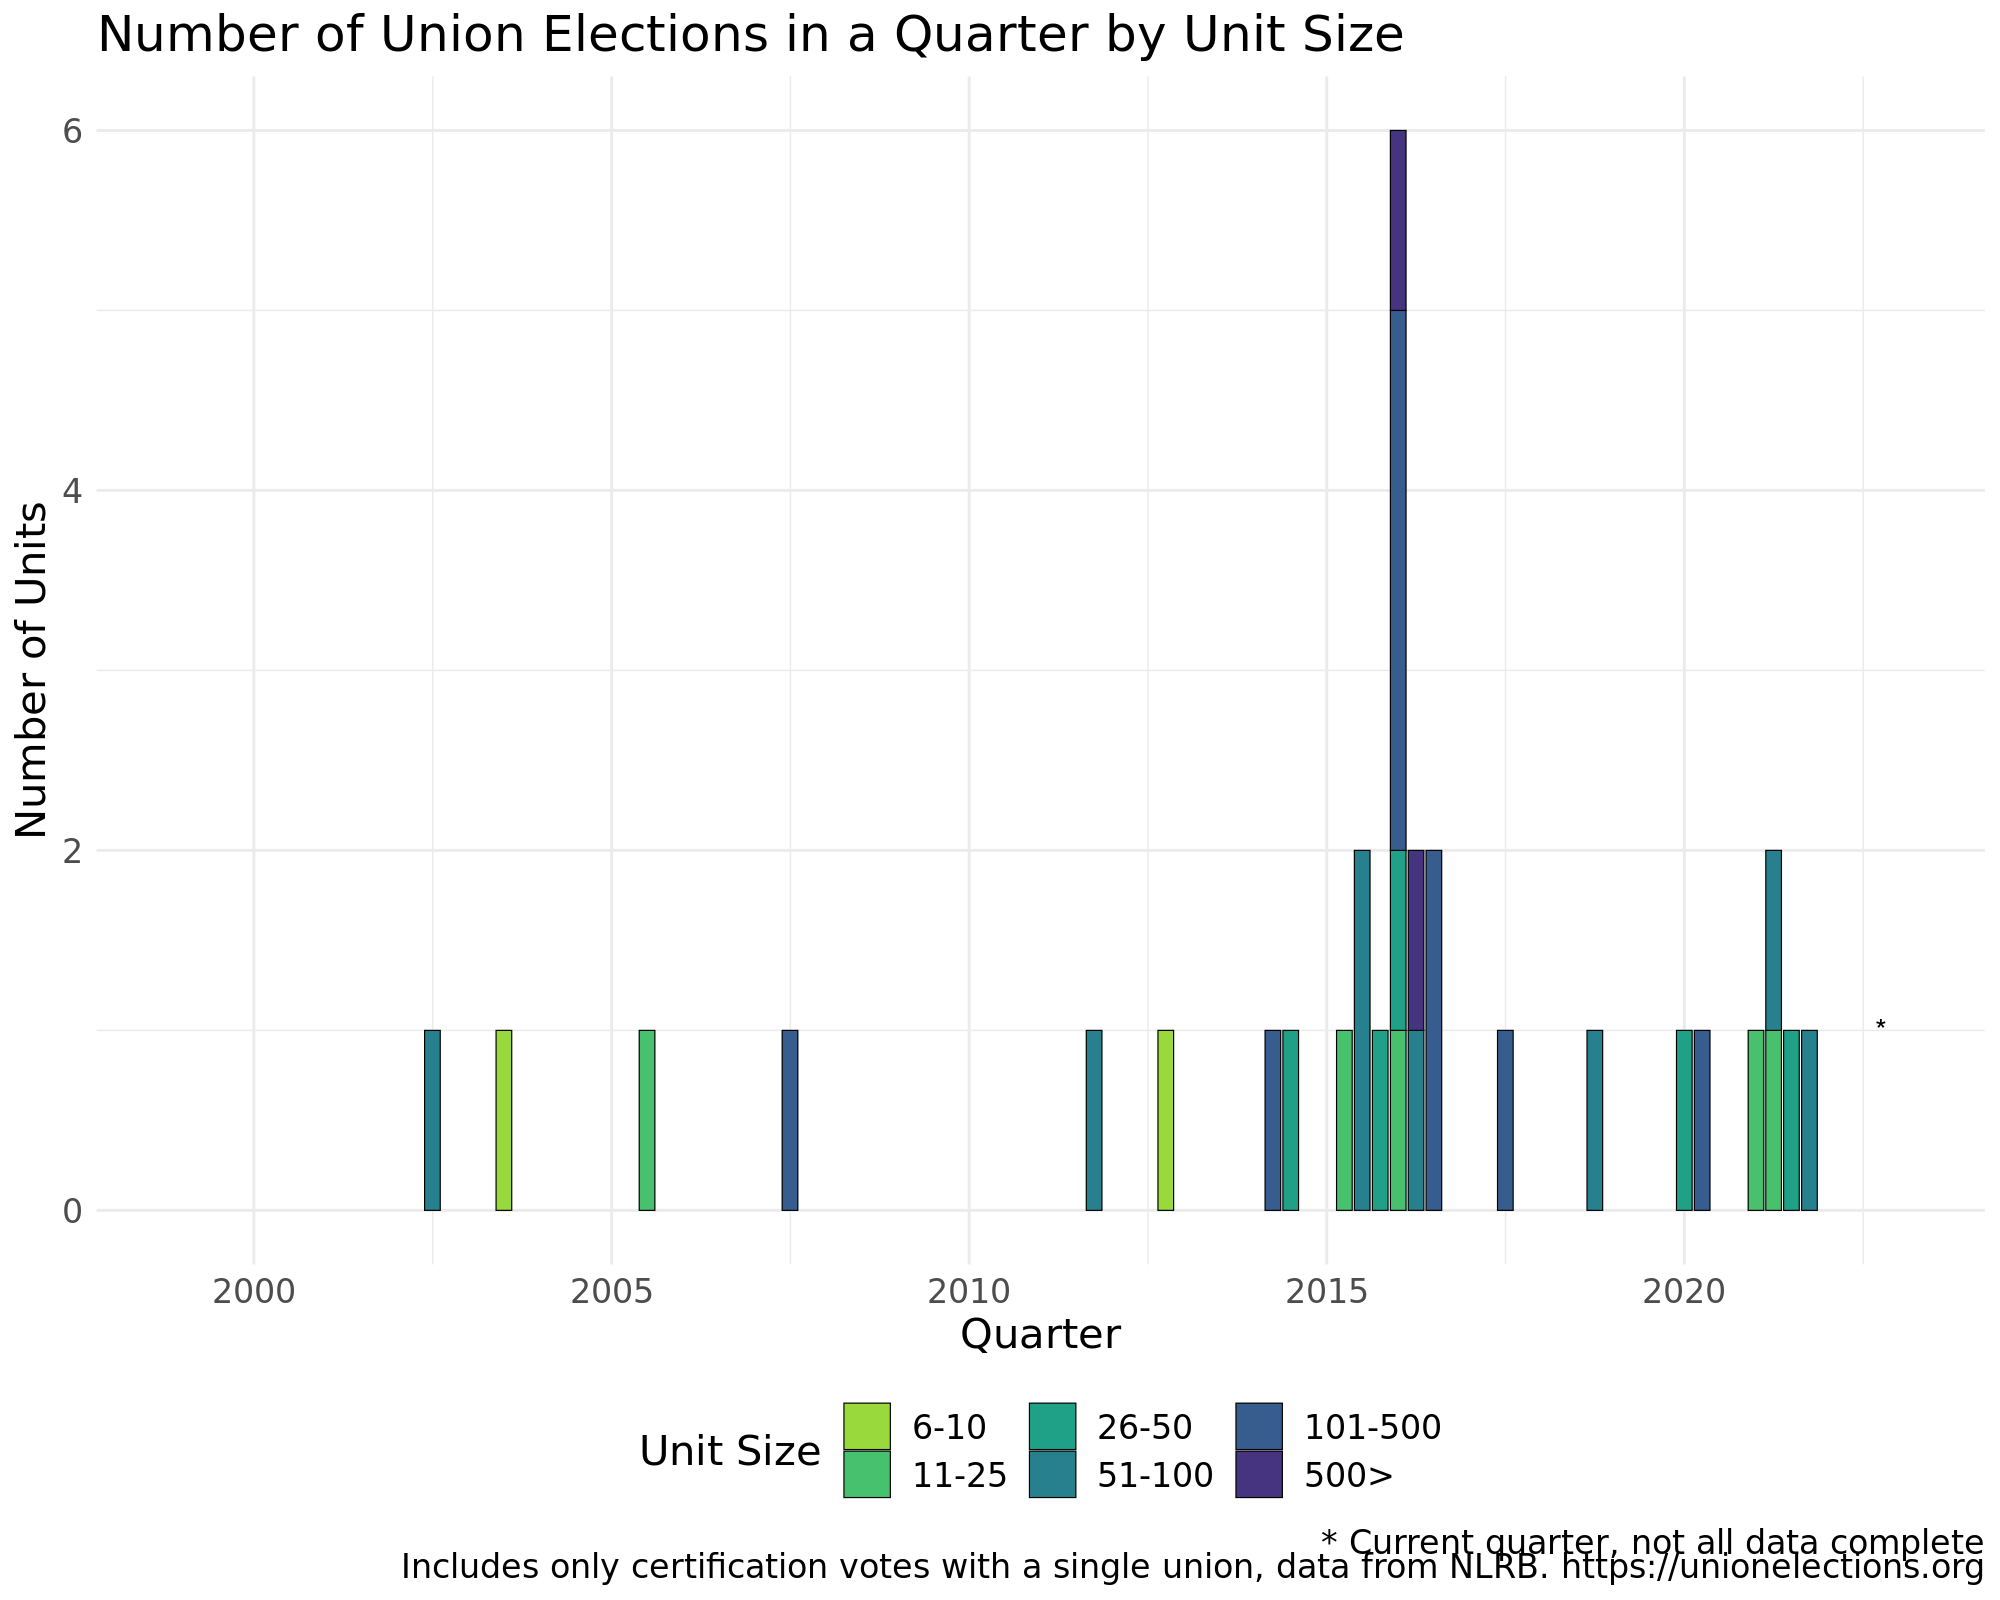 Number of Union Elections in a Quarter by Unit Size
Number of Units
6
4
2
0
*
2000 2005 2010 2015 2020
Quarter
Unit Size
6-10 26-50 101-500
11-25 51-100 500>
* Current quarter, not all data complete
Includes only certification votes with a single union, data from NLRB. https://unionelections.org